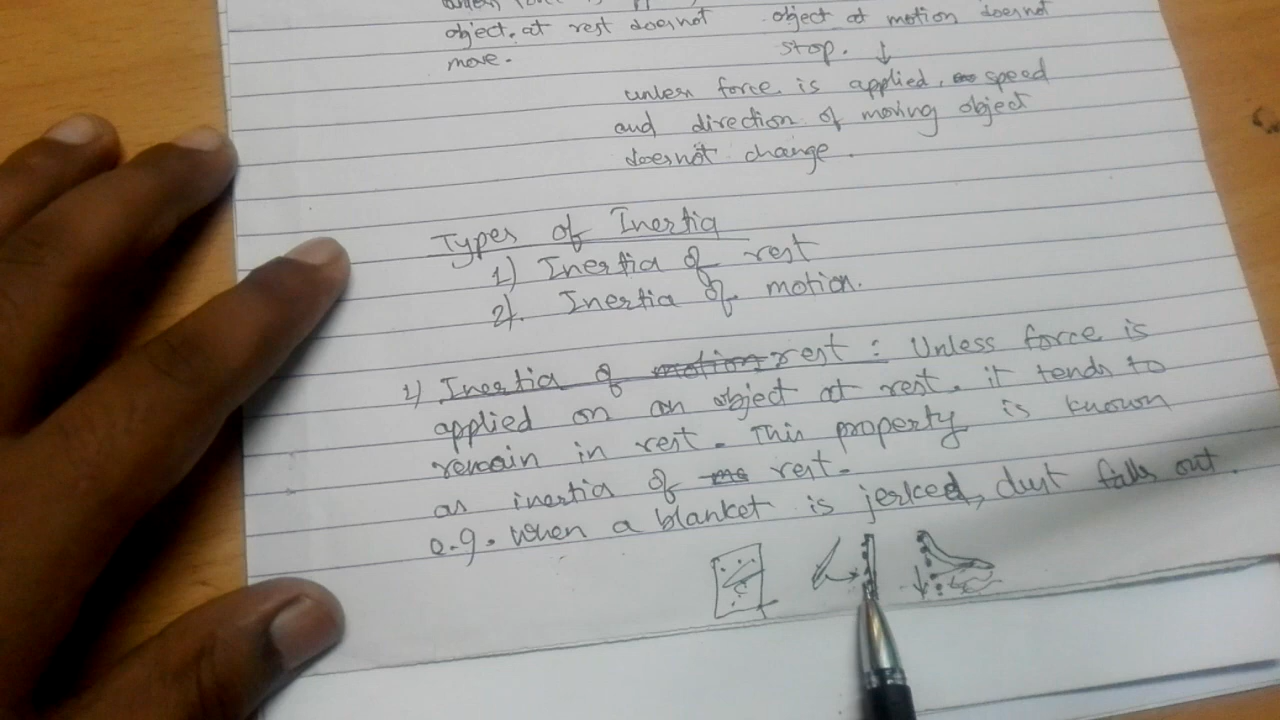 object at rest doesnot
move.
object at motion doesnot
stop. ↓
unless force is applied, speed
and direction of moving object
doesnot change.
Types of Inertia
1) Inertia of rest
2). Inertia of motion.
1) Inertia of motion rest : Unless force is
applied on an object at rest. it tends to
remain in rest. This property is known
as inertia of rest.
e.g. When a blanket is jerked, dust falls out.